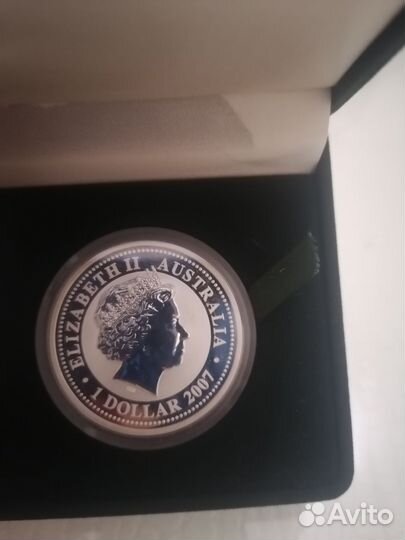 ELIZABETH II
AUSTRALIA
1 DOLLAR 2007
Avito